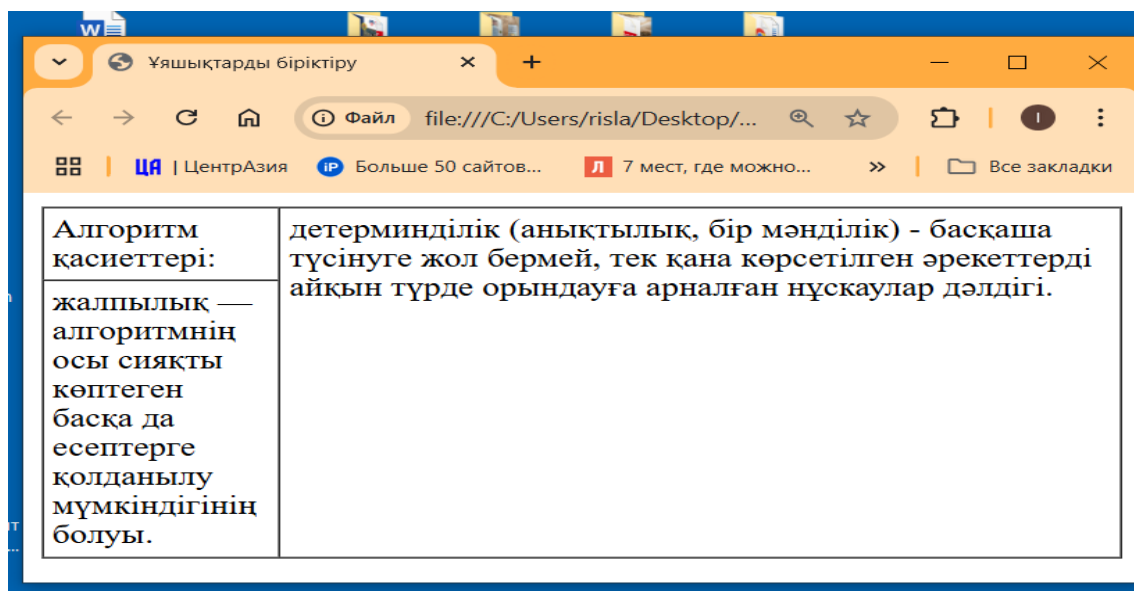 W
Ұяшықтарды біріктіру
Файл file:///C:/Users/risla/Desktop/... I
ЦА | ЦентрАзия iP Больше 50 сайтов... Л 7 мест, где можно... » Все закладки
Алгоритм
қасиеттері:
жалпылық —
алгоритмнің
осы сияқты
көптеген
басқа да
есептерге
қолданылу
мүмкіндігінің
болуы.
детерминділік (анықтылық, бір мәнділік) - басқаша
түсінуге жол бермей, тек қана көрсетілген әрекеттерді
айқын түрде орындауға арналған нұскаулар дәлдігі.